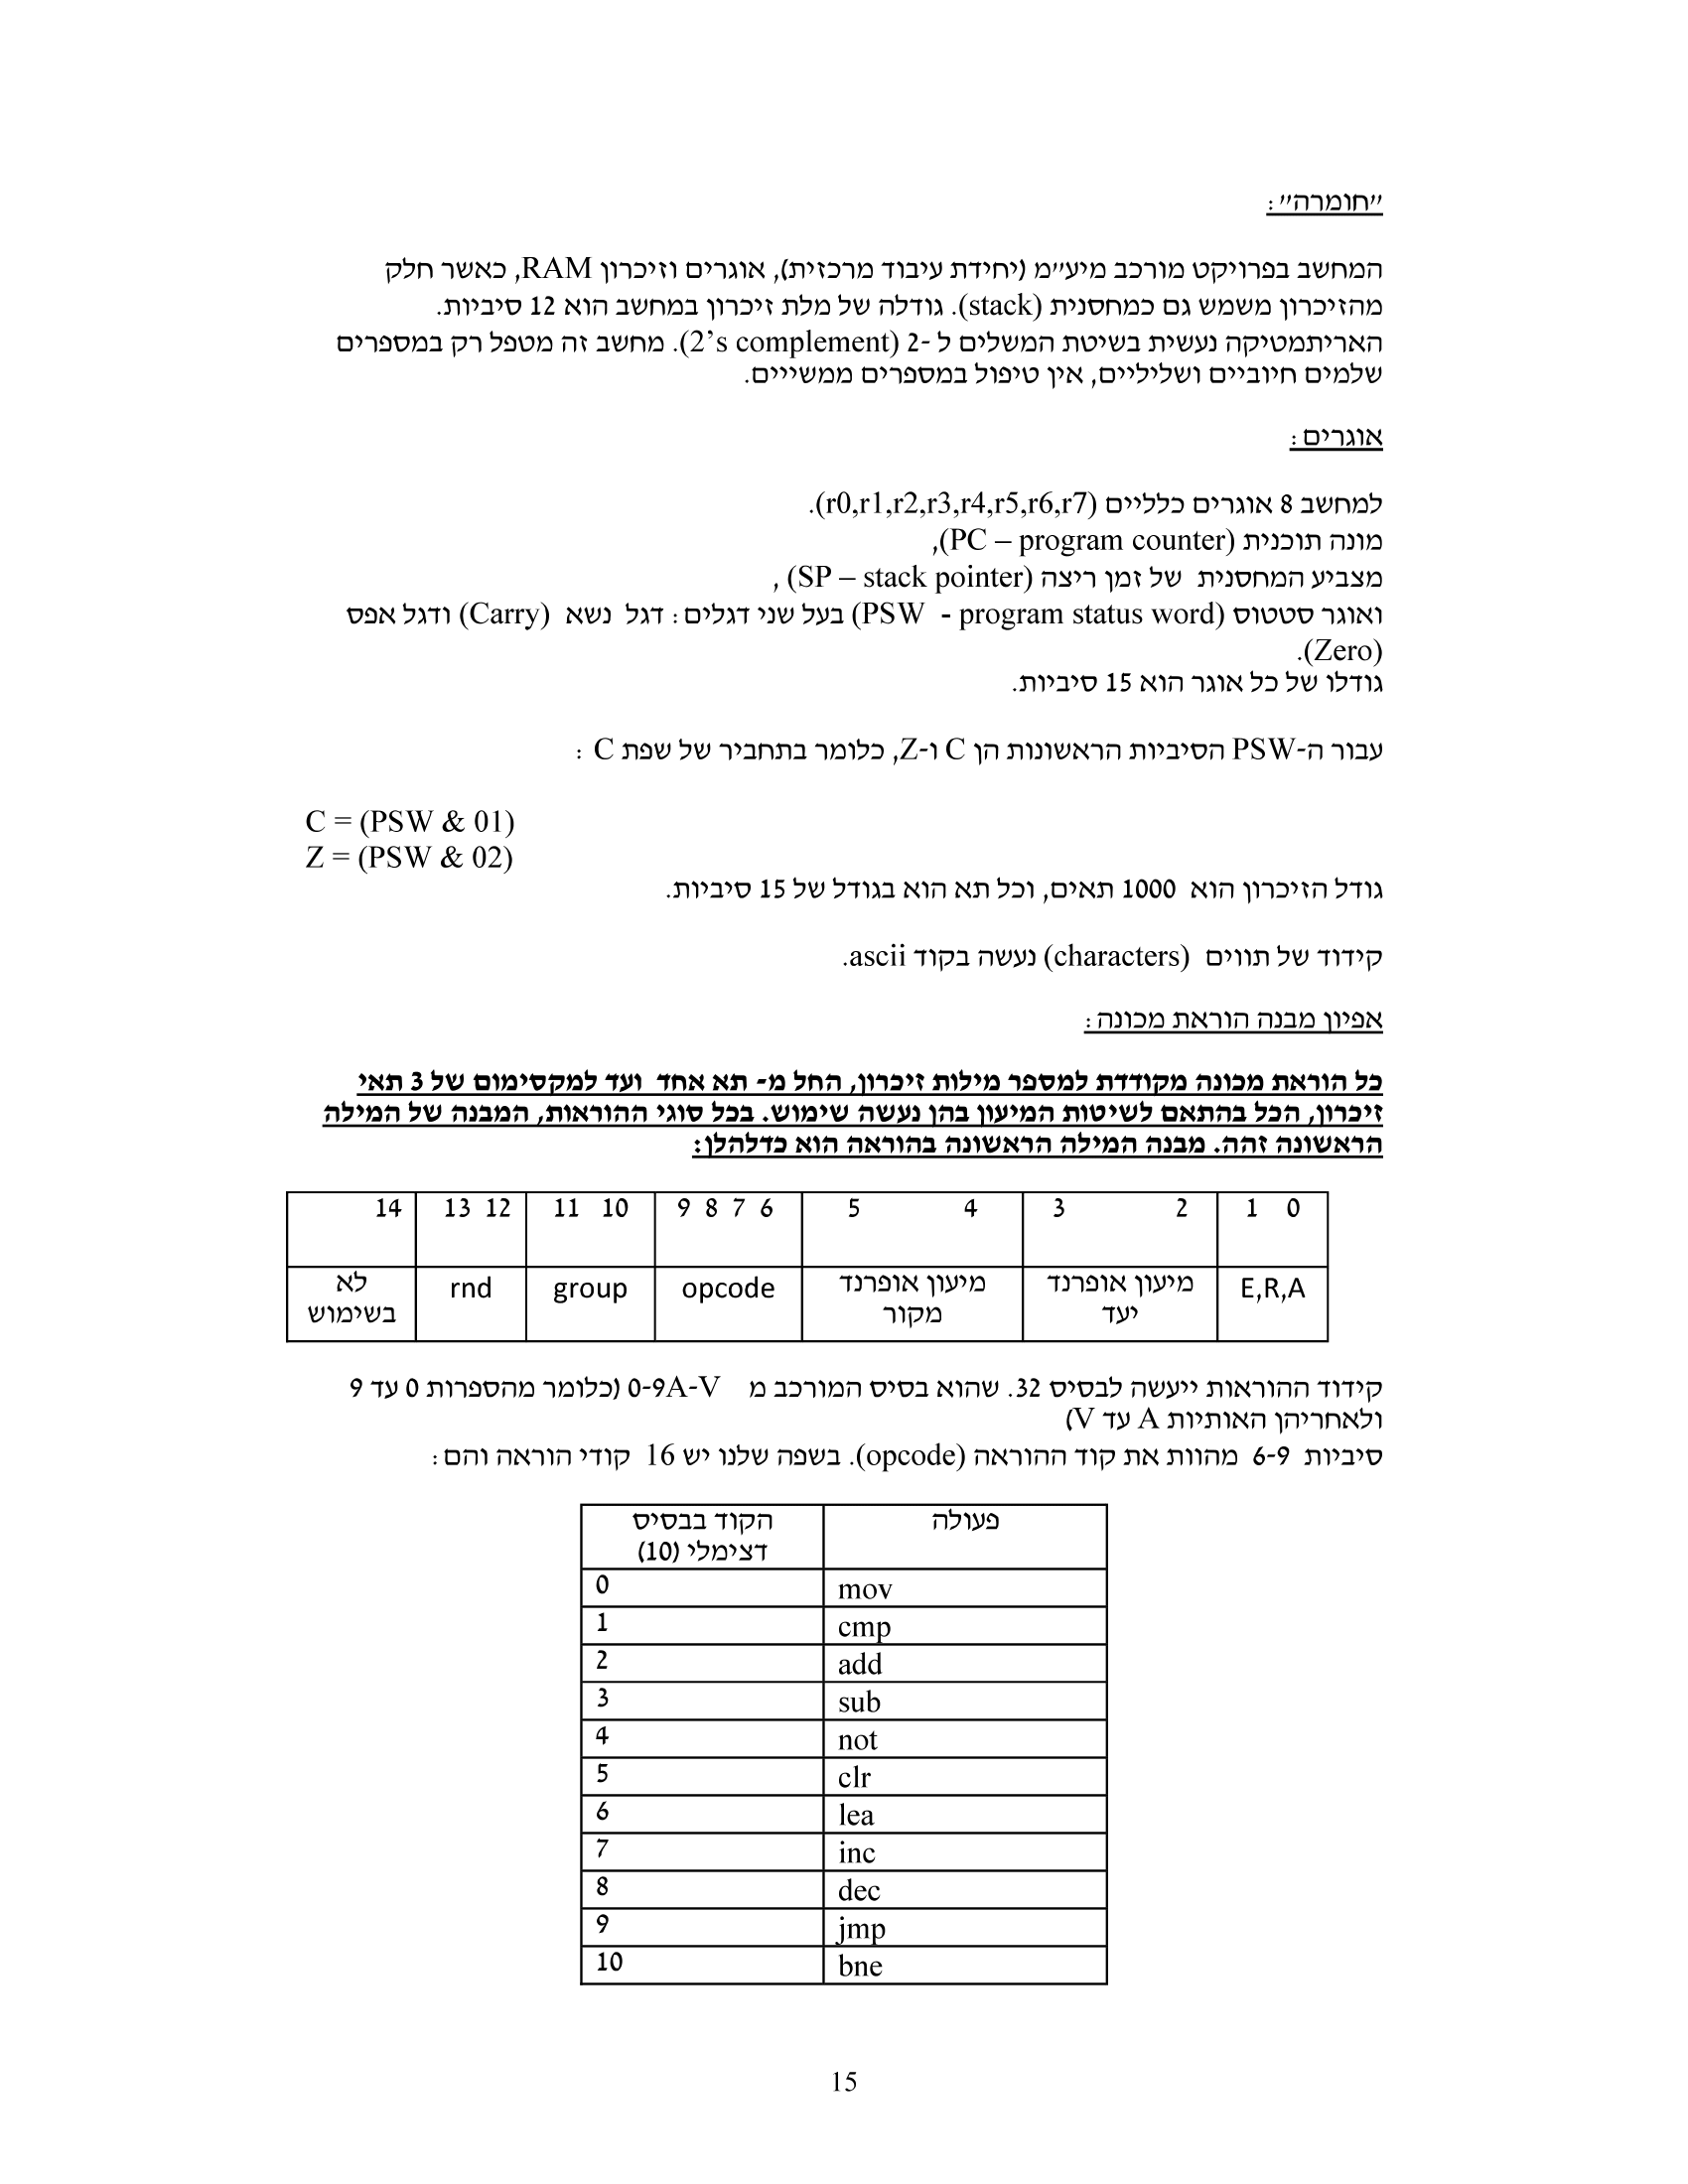 "חומרה":
המחשב בפרויקט מורכב מיע"מ (יחידת עיבוד מרכזית), אוגרים וזיכרון RAM, כאשר חלק
מהזיכרון משמש גם כמחסנית (stack). גודלה של מלת זיכרון במחשב הוא 12 סיביות.
האריתמטיקה נעשית בשיטת המשלים ל -2 (2's complement). מחשב זה מטפל רק במספרים
שלמים חיוביים ושליליים, אין טיפול במספרים ממשייים.
אוגרים:
למחשב 8 אוגרים כלליים (r0,r1,r2,r3,r4,r5,r6,r7).
מונה תוכנית (PC – program counter),
מצביע המחסנית  של זמן ריצה (SP – stack pointer) ,
ואוגר סטטוס (PSW  - program status word) בעל שני דגלים: דגל  נשא  (Carry) ודגל אפס
(Zero).
גודלו של כל אוגר הוא 15 סיביות.
עבור ה-PSW הסיביות הראשונות הן C ו-Z, כלומר בתחביר של שפת C :
C = (PSW & 01)
Z = (PSW & 02)
גודל הזיכרון הוא  1000 תאים, וכל תא הוא בגודל של 15 סיביות.
קידוד של תווים  (characters) נעשה בקוד ascii.
אפיון מבנה הוראת מכונה:
כל הוראת מכונה מקודדת למספר מילות זיכרון, החל מ- תא אחד  ועד למקסימום של 3 תאי
זיכרון, הכל בהתאם לשיטות המיעון בהן נעשה שימוש. בכל סוגי ההוראות, המבנה של המילה
הראשונה זהה. מבנה המילה הראשונה בהוראה הוא כדלהלן:
14 13 12 11 10 9 8 7 6 5 4 3 2 1 0
לא בשימוש rnd group opcode מיעון אופרנד מקור מיעון אופרנד יעד E,R,A
קידוד ההוראות ייעשה לבסיס 32. שהוא בסיס המורכב מ    0-9A-V (כלומר מהספרות 0 עד 9
ולאחריהן האותיות A עד V)
סיביות  6-9  מהוות את קוד ההוראה (opcode). בשפה שלנו יש 16  קודי הוראה והם:
פעולה הקוד בבסיס
דצימלי (10)
0 mov
1 cmp
2 add
3 sub
4 not
5 clr
6 lea
7 inc
8 dec
9 jmp
10 bne
15